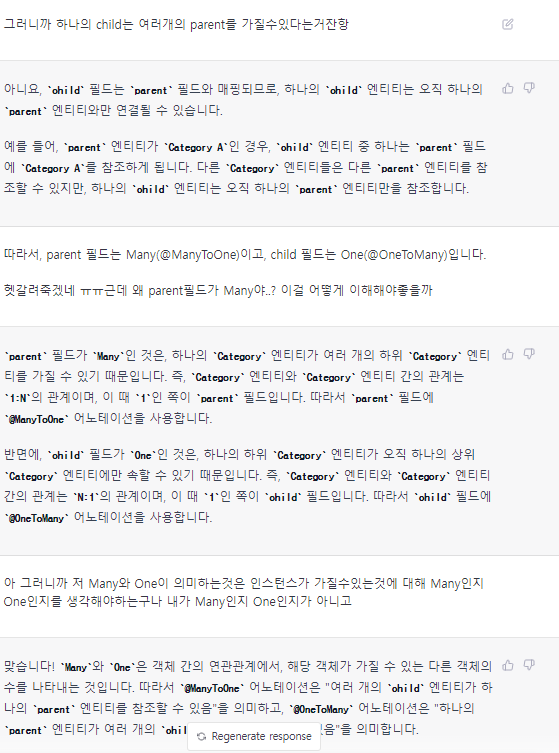 그러니까 하나의 child는 여러개의 parent를 가질수있다는거잔항
아니요, `child` 필드는 `parent` 필드와 매핑되므로, 하나의 `child` 엔티티는 오직 하나의
`parent` 엔티티와만 연결될 수 있습니다.
예를 들어, `parent` 엔티티가 `Category A`인 경우, `child` 엔티티 중 하나는 `parent` 필드
에 `Category A`를 참조하게 됩니다. 다른 `Category` 엔티티들은 다른 `parent` 엔티티를 참
조할 수 있지만, 하나의 `child` 엔티티는 오직 하나의 `parent` 엔티티만을 참조합니다.
따라서, parent 필드는 Many(@ManyToOne)이고, child 필드는 One(@OneToMany)입니다.
헷갈려죽겠네 ㅠㅠ근데 왜 parent필드가 Many야..? 이걸 어떻게 이해해야좋을까
`parent` 필드가 `Many`인 것은, 하나의 `Category` 엔티티가 여러 개의 하위 `Category` 엔티
티를 가질 수 있기 때문입니다. 즉, `Category` 엔티티와 `Category` 엔티티 간의 관계는
`1:N`의 관계이며, 이 때 `1`인 쪽이 `parent` 필드입니다. 따라서 `parent` 필드에
`@ManyToOne` 어노테이션을 사용합니다.
반면에, `child` 필드가 `One`인 것은, 하나의 하위 `Category` 엔티티가 오직 하나의 상위
`Category` 엔티티에만 속할 수 있기 때문입니다. 즉, `Category` 엔티티와 `Category` 엔티티
간의 관계는 `N:1`의 관계이며, 이 때 `1`인 쪽이 `child` 필드입니다. 따라서 `child` 필드에
`@OneToMany` 어노테이션을 사용합니다.
아 그러니까 저 Many와 One이 의미하는것은 인스턴스가 가질수있는것에 대해 Many인지
One인지를 생각해야하는구나 내가 Many인지 One인지가 아니고
맞습니다! `Many`와 `One`은 객체 간의 연관관계에서, 해당 객체가 가질 수 있는 다른 객체의
수를 나타내는 것입니다. 따라서 `@ManyToOne` 어노테이션은 "여러 개의 `child` 엔티티가 하
나의 `parent` 엔티티를 참조할 수 있음"을 의미하고, `@OneToMany` 어노테이션은 "하나의
`parent` 엔티티가 여러 개의 있음"을 의미합니다.
Regenerate response